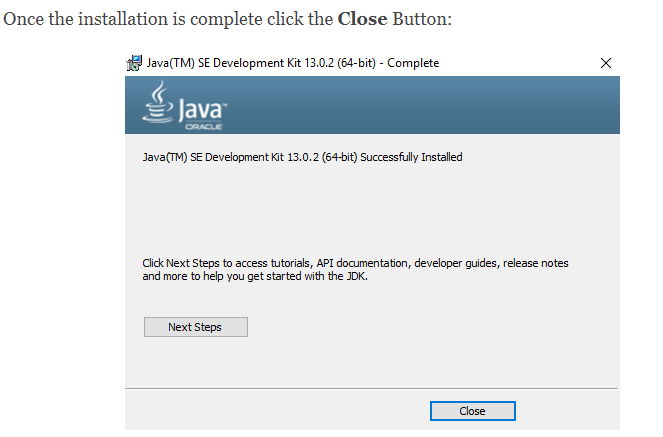 Once the installation is complete click the Close Button:
Java(TM) SE Development Kit 13.0.2 (64-bit) - Complete
Java™
ORACLE
Java(TM) SE Development Kit 13.0.2 (64-bit) Successfully Installed
Click Next Steps to access tutorials, API documentation, developer guides, release notes
and more to help you get started with the JDK.
Next Steps
Close